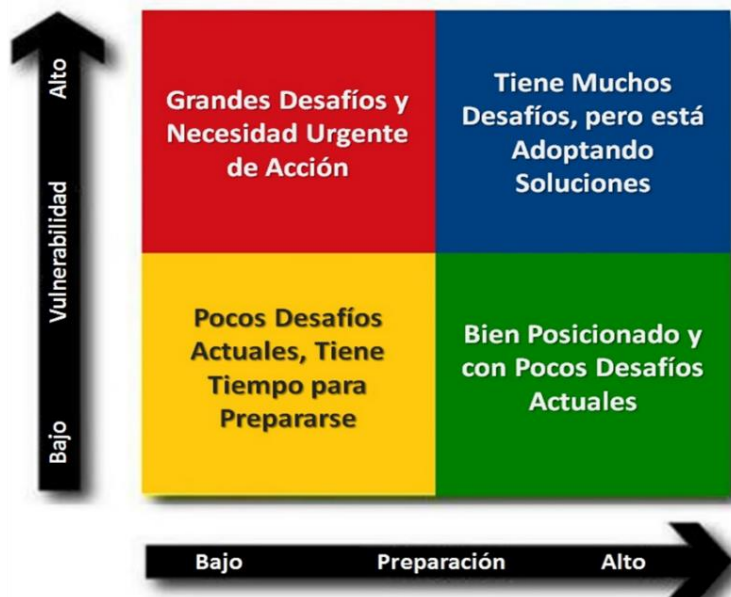 Alto
Vulnerabilidad
Bajo
Grandes Desafíos y
Necesidad Urgente
de Acción
Tiene Muchos
Desafíos, pero está
Adoptando
Soluciones
Pocos Desafíos
Actuales, Tiene
Tiempo para
Prepararse
Bien Posicionado y
con Pocos Desafíos
Actuales
Bajo Preparación Alto